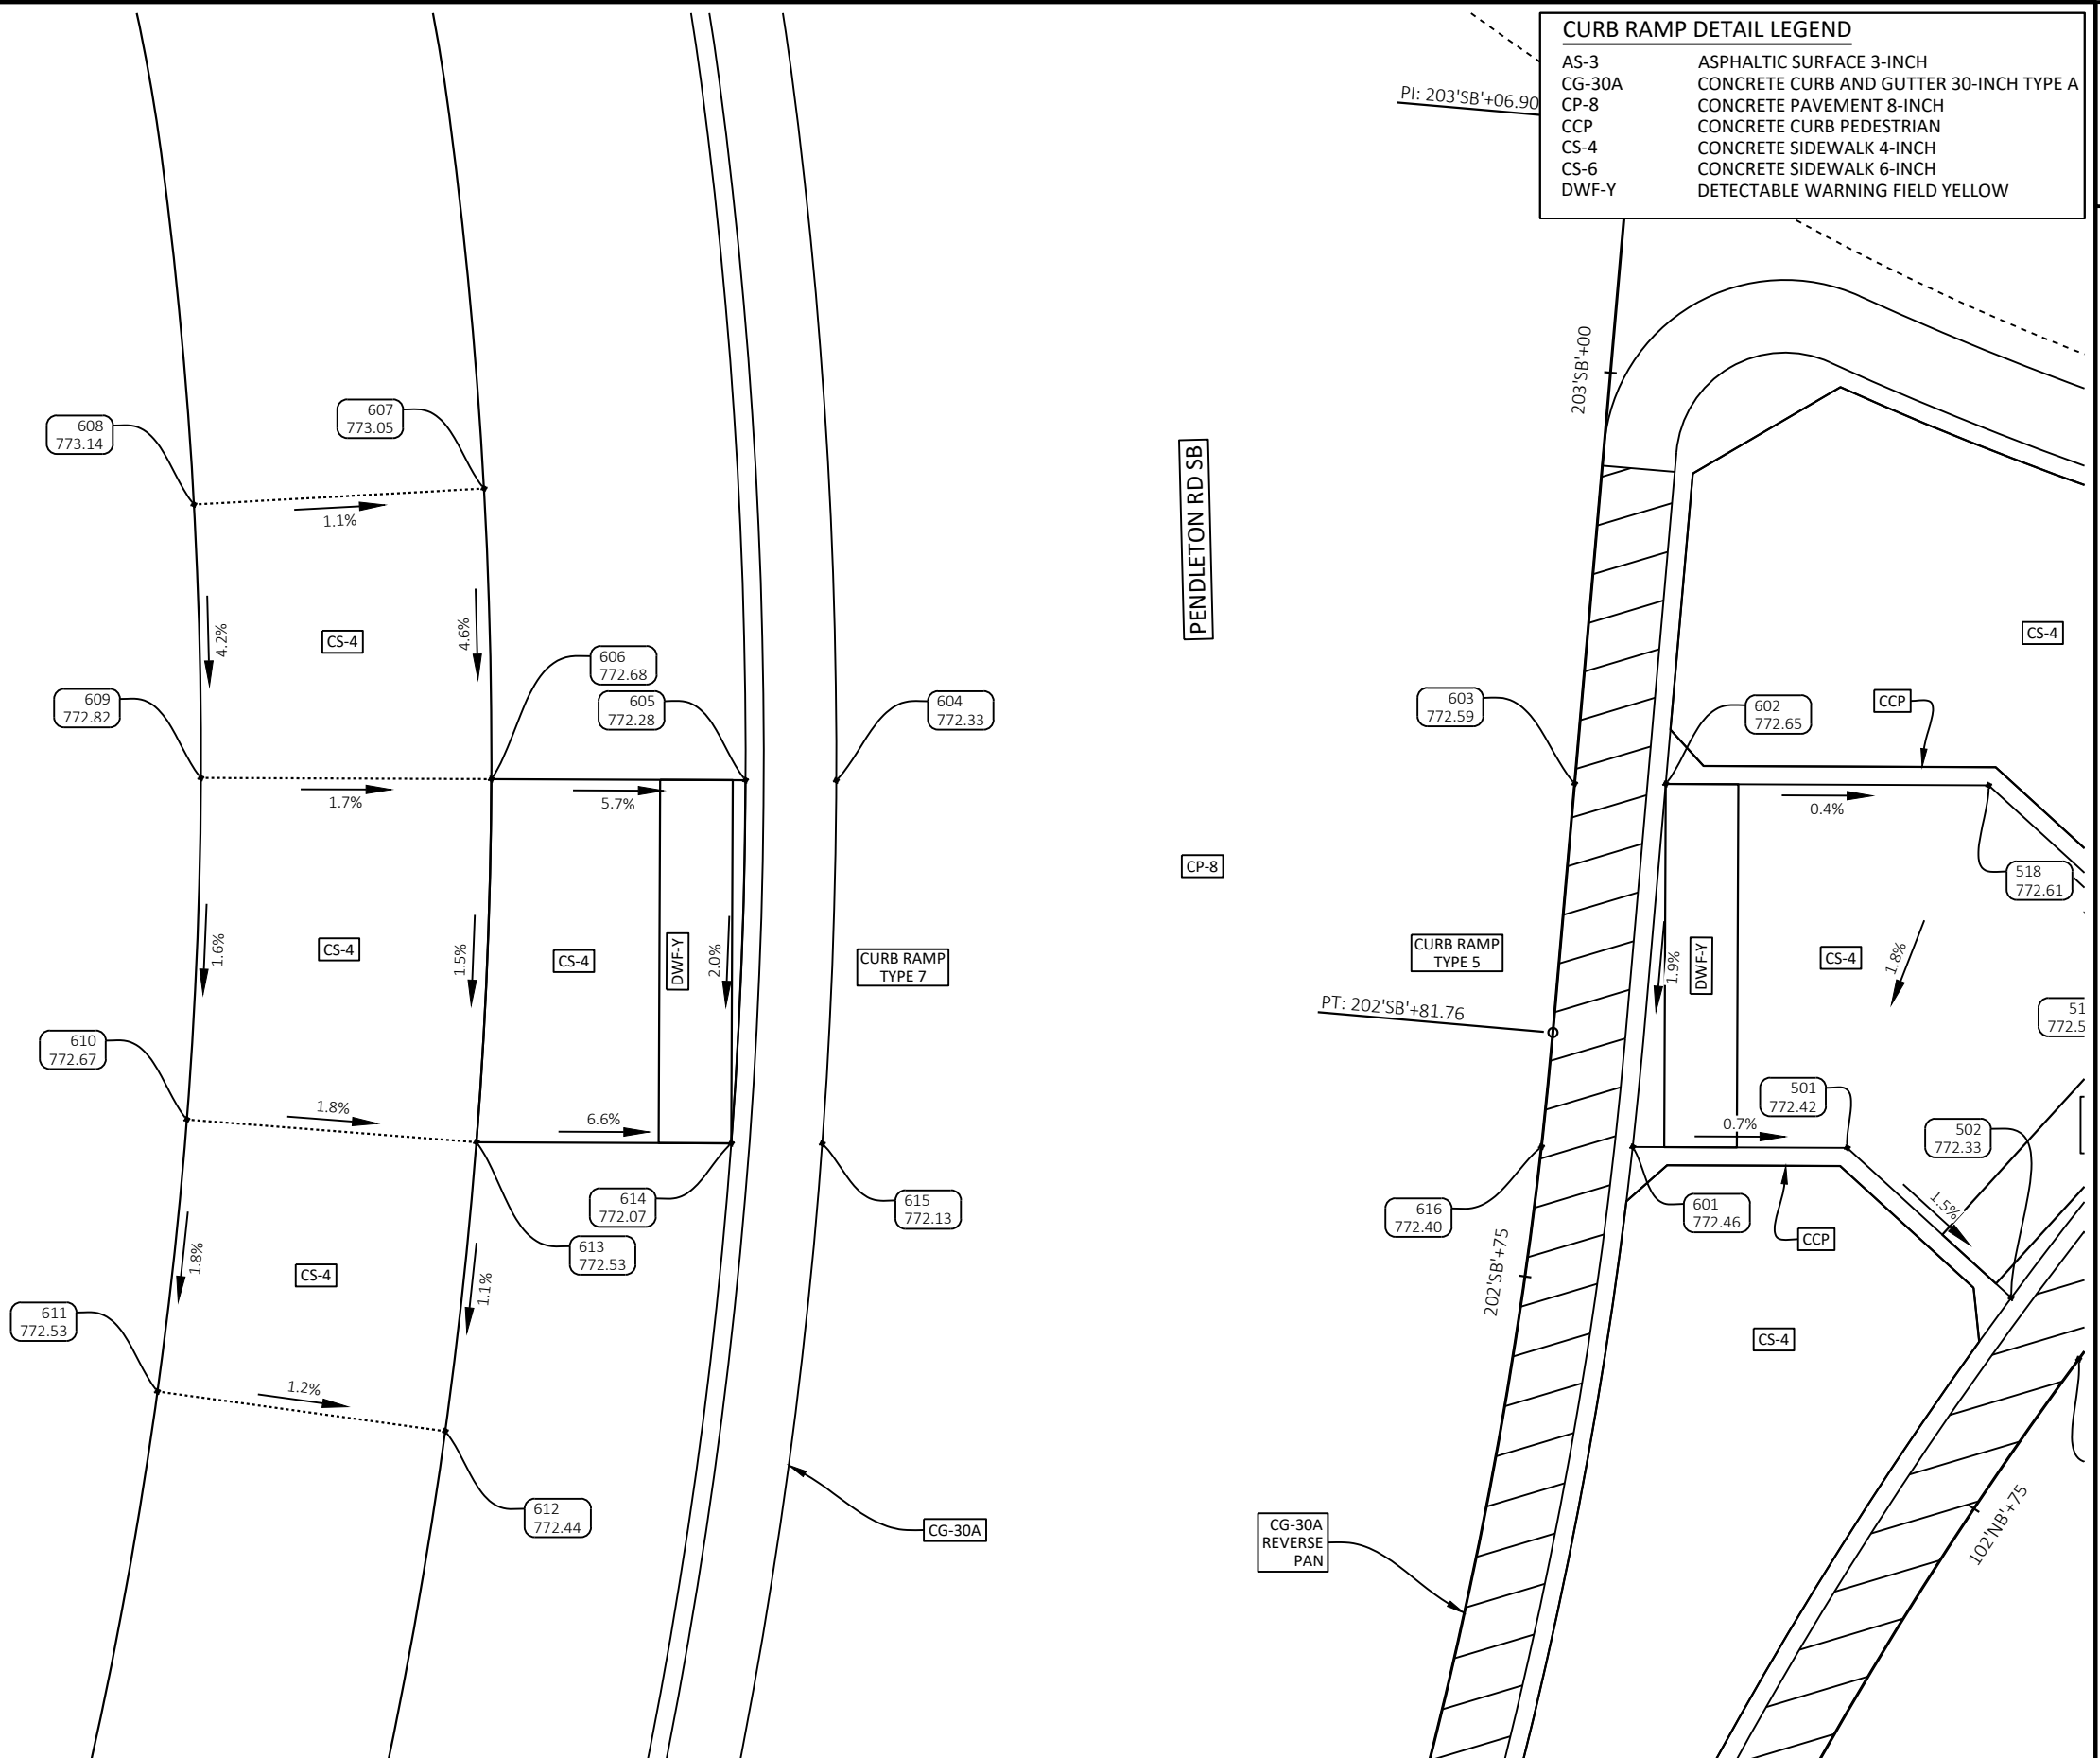 CURB RAMP DETAIL LEGEND
AS-3 ASPHALTIC SURFACE 3-INCH
CG-30A CONCRETE CURB AND GUTTER 30-INCH TYPE A
CP-8 CONCRETE PAVEMENT 8-INCH
CCP CONCRETE CURB PEDESTRIAN
CS-4 CONCRETE SIDEWALK 4-INCH
CS-6 CONCRETE SIDEWALK 6-INCH
DWF-Y DETECTABLE WARNING FIELD YELLOW
PI: 203'SB'+06.90
203'SB'+00
608
773.14
607
773.05
1.1%
PENDLETON RD SB
4.2%
CS-4
4.6%
606
772.68
605
772.28
604
772.33
609
772.82
1.7%
5.7%
603
772.59
602
772.65
CCP
CS-4
0.4%
518
772.61
CP-8
1.6%
CS-4
1.5%
CS-4
DWF-Y
2.0%
CURB RAMP
TYPE 7
CURB RAMP
TYPE 5
1.9%
DWF-Y
CS-4
1.8%
PT: 202'SB'+81.76
51
772.5
610
772.67
1.8%
6.6%
501
772.42
0.7%
502
772.33
614
772.07
615
772.13
616
772.40
601
772.46
1.5%
CCP
613
772.53
1.8%
CS-4
1.1%
202'SB'+75
611
772.53
1.2%
CS-4
612
772.44
CG-30A
CG-30A
REVERSE
PAN
102'NB'+75